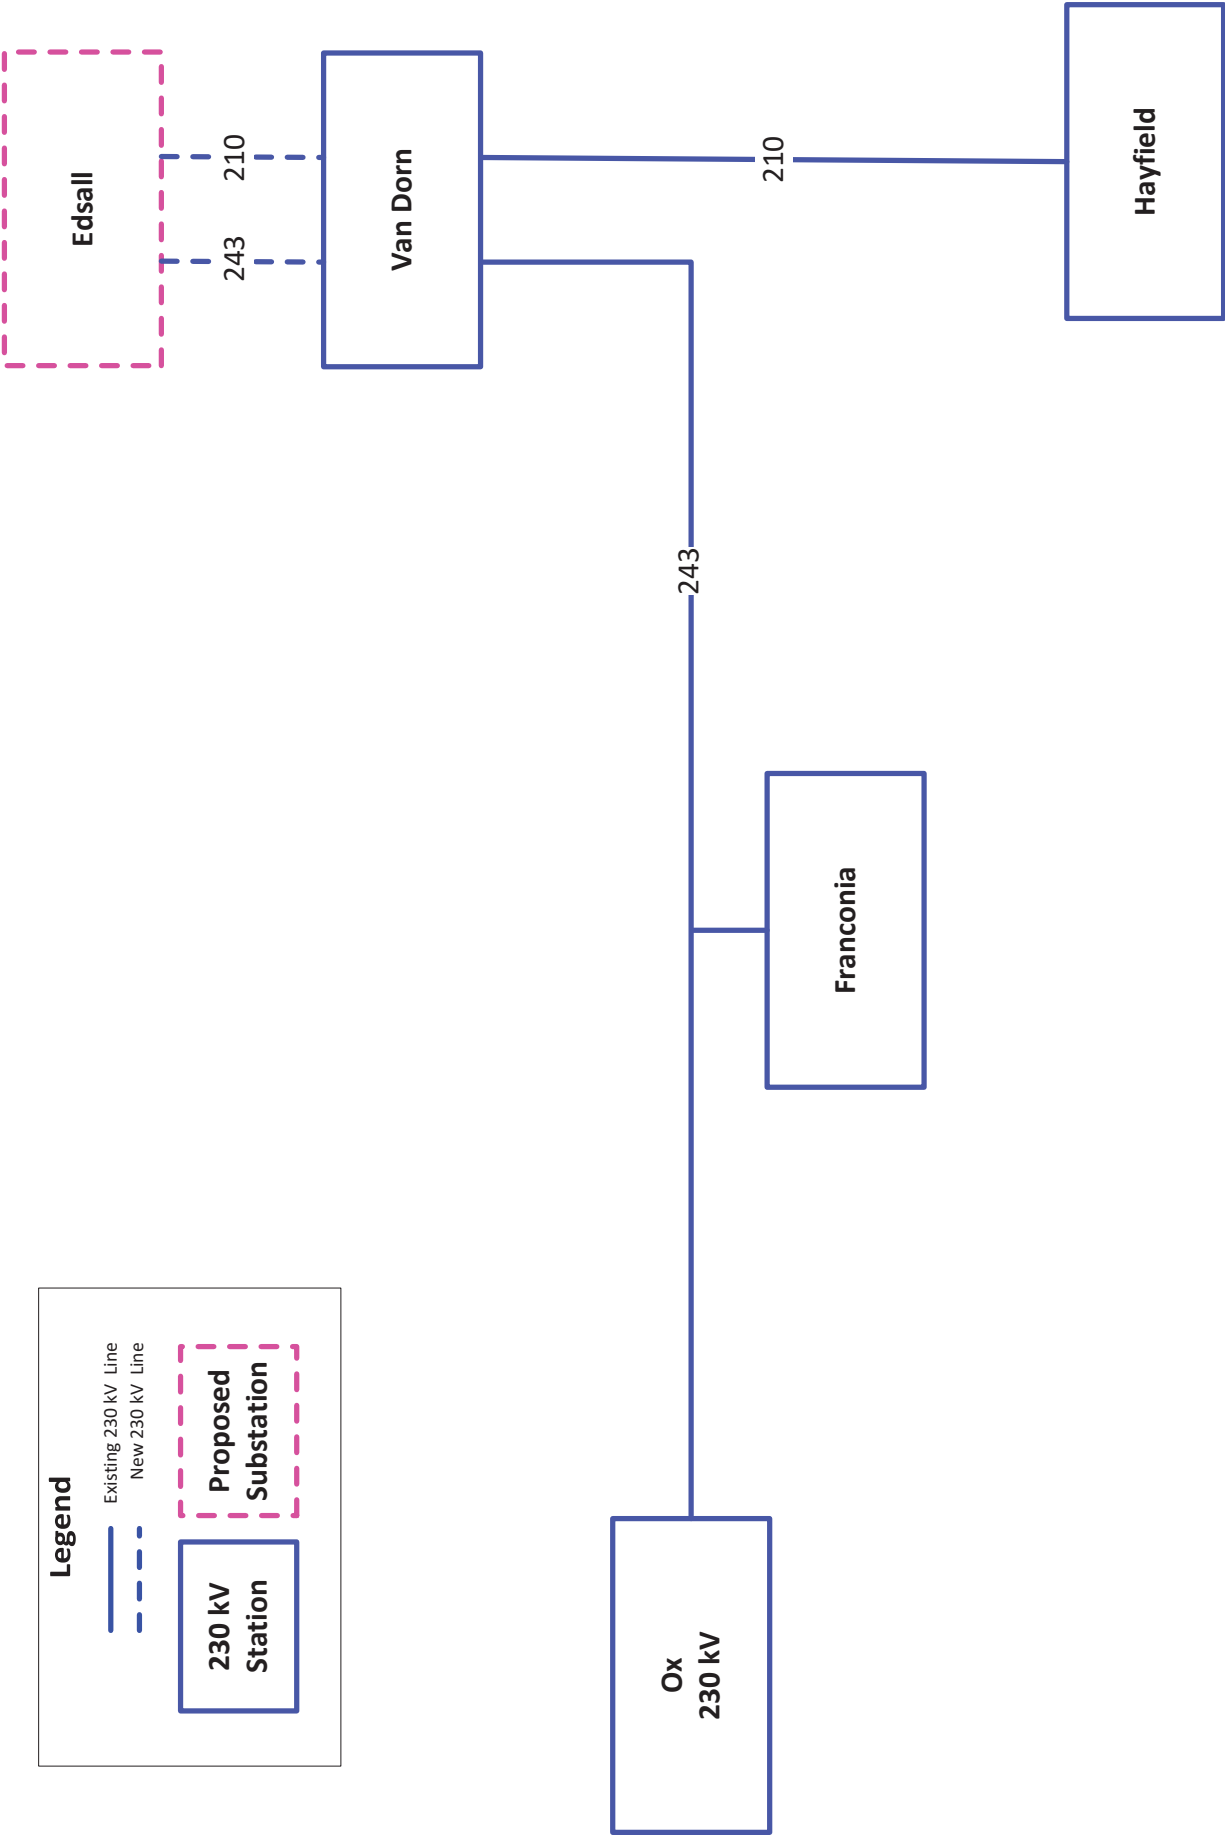 Legend
Existing 230 kV Line
New 230 kV Line
230 kV
Station
Proposed
Substation
Edsall
243
210
Van Dorn
243
210
Ox
230 kV
Franconia
Hayfield